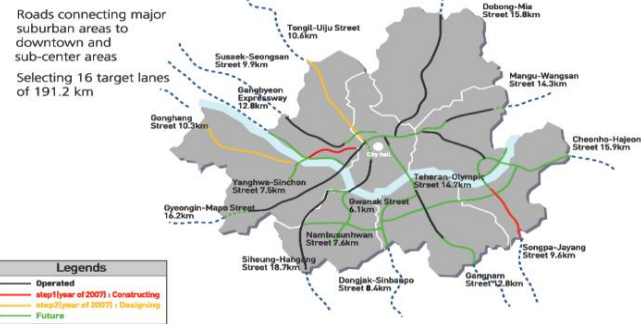 Roads connecting major
suburban areas to
downtown and
sub-center areas
Selecting 16 target lanes
of 191.2 km
Dobong-Mia
Street 15.8km
Tongil-Uiju Street
10.6km
Susaek-Seongsan
Street 9.9km
Mangu-Wangsan
Street 14.3km
Gangbyeon
Expressway
12.8km
Gonghang
Street 10.3km
Cheonho-Hajeon
Street 15.9km
City hall
Teheran-Olympic
Street 14.7km
Yanghwa-Sinchon
Street 7.5km
Gwanak Street
6.1km
Gyeongin-Mapo Street
16.2km
Nambusunhwan
Street 7.6km
Songpa-Jayang
Street 9.6km
Siheung-Hangang
Street 18.7km
Gangnam
Street 12.8km
Dongjak-Sinbanpo
Street 8.4km
Legends
Operated
step1(year of 2007) : Constructing
step2(year of 2007) : Designing
Future